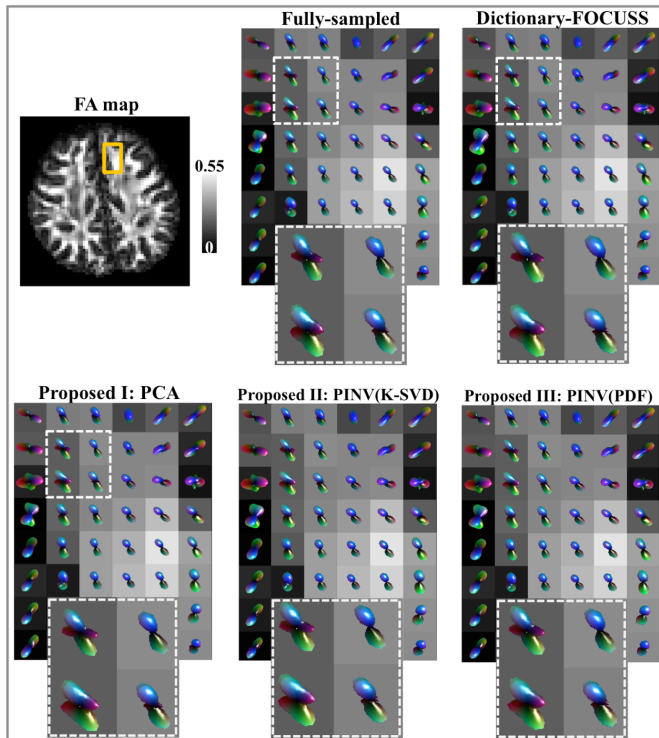 Fully-sampled
Dictionary-FOCUSS
FA map
0.55
0
Proposed I: PCA
Proposed II: PINV(K-SVD)
Proposed III: PINV(PDF)